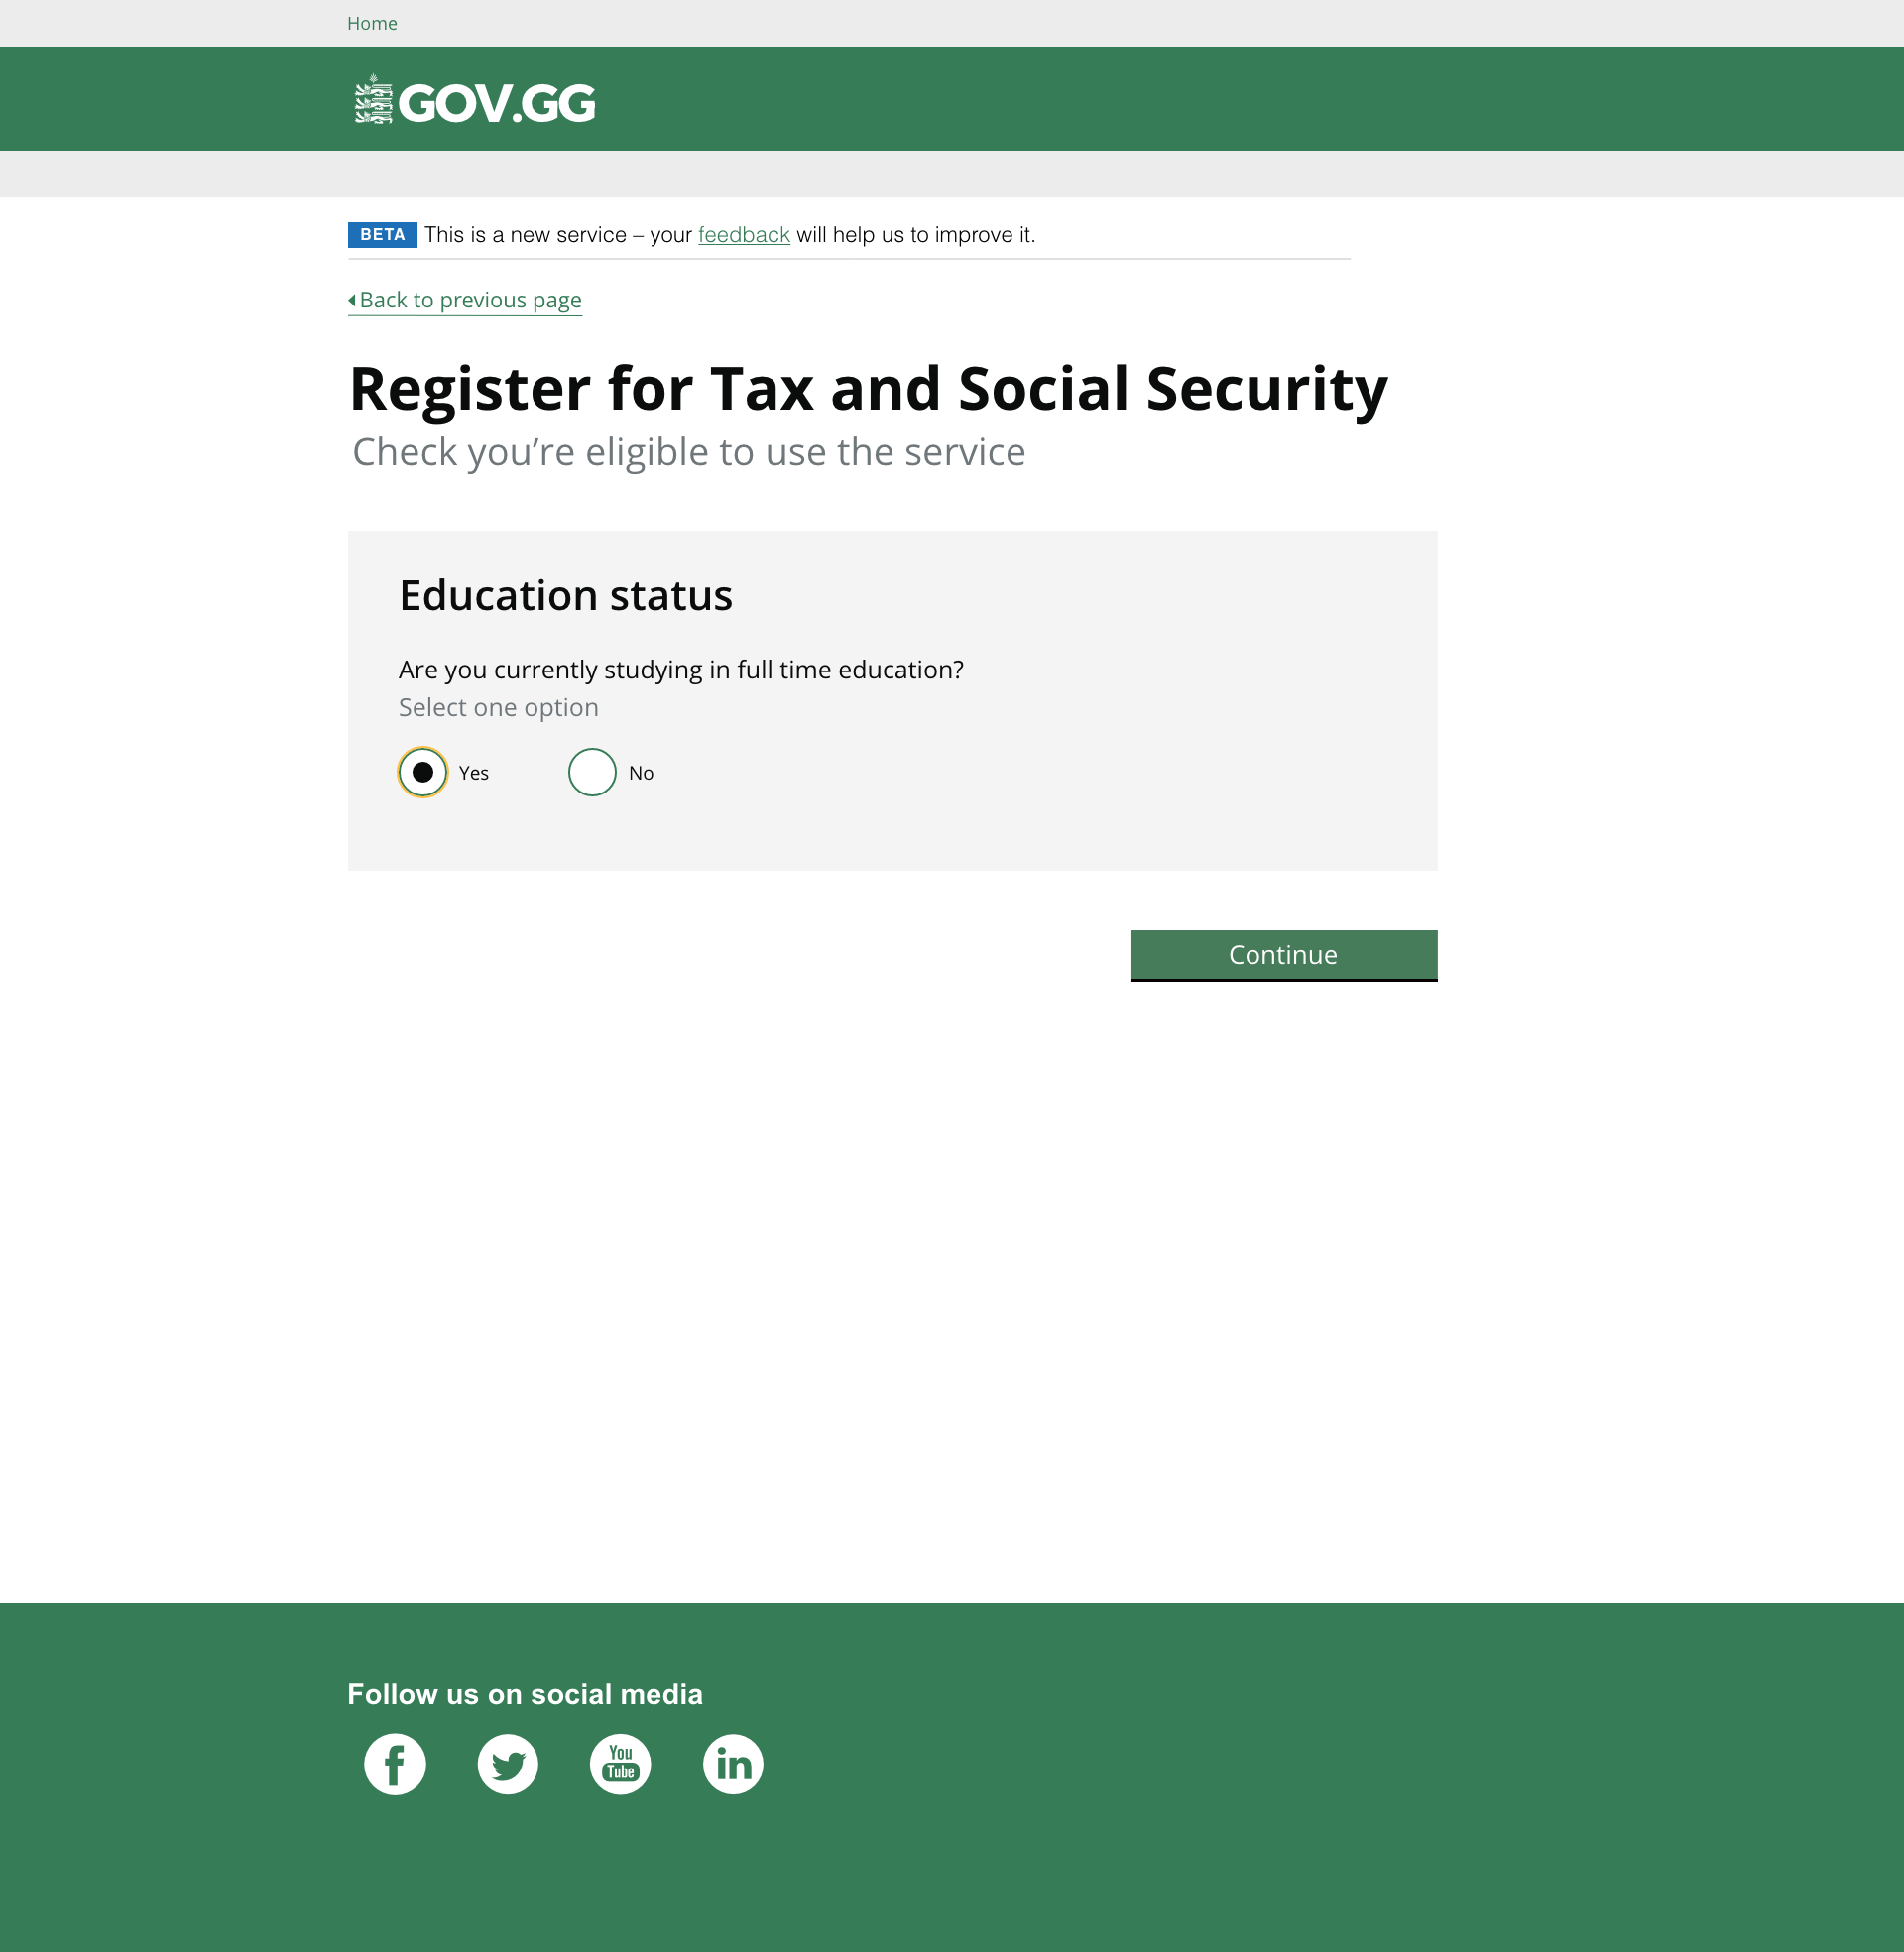 Home
GOV.GG
BETA This is a new service – your feedback will help us to improve it.
Back to previous page
Register for Tax and Social Security
Check you’re eligible to use the service
Education status
Are you currently studying in full time education?
Select one option
Yes No
Continue
Follow us on social media
f You Tube in